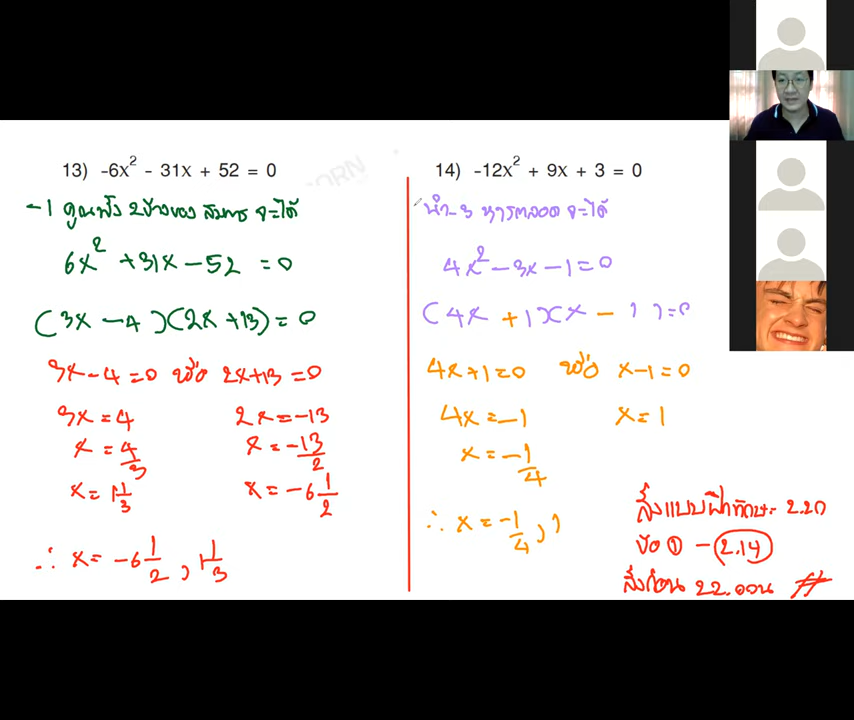 13) -6x² - 31x + 52 = 0
-1 คูณทั้ง 2 ข้างของ สมการ จะได้
6x² + 31x - 52 = 0
(3x - 4)(2x + 13) = 0
3x - 4 = 0 หรือ 2x + 13 = 0
3x = 4 2x = -13
x = 4/3 x = -13/2
x = 1 1/3 x = -6 1/2
∴ x = -6 1/2 , 1 1/3
14) -12x² + 9x + 3 = 0
นำ -3 หารตลอด จะได้
4x² - 3x - 1 = 0
(4x + 1)(x - 1) = 0
4x + 1 = 0 หรือ x - 1 = 0
4x = -1 x = 1
x = -1/4
∴ x = -1/4 , 1
ส่งแบบฝึกทักษะ 2.20
ข้อ ① - 2.14
ส่งก่อน 22.00น